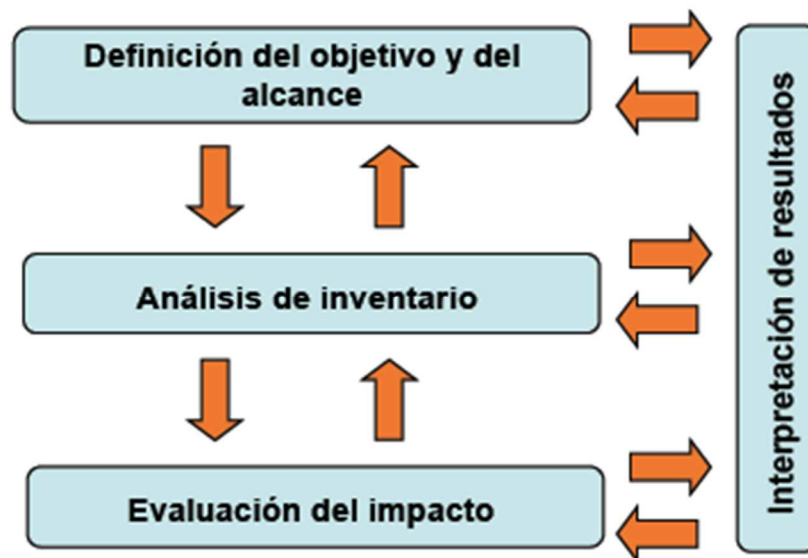 Definición del objetivo y del
alcance
Análisis de inventario
Evaluación del impacto
Interpretación de resultados